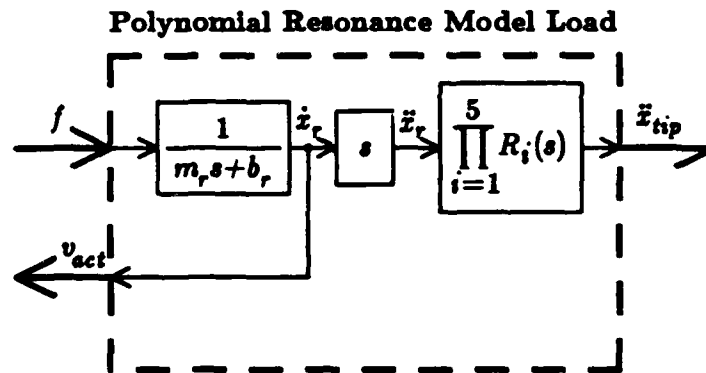 Polynomial Resonance Model Load
f
1
m_r s+b_r
ẋ_r
s
ẍ_r
5
∏ R_i(s)
i=1
ẍ_tip
v_act